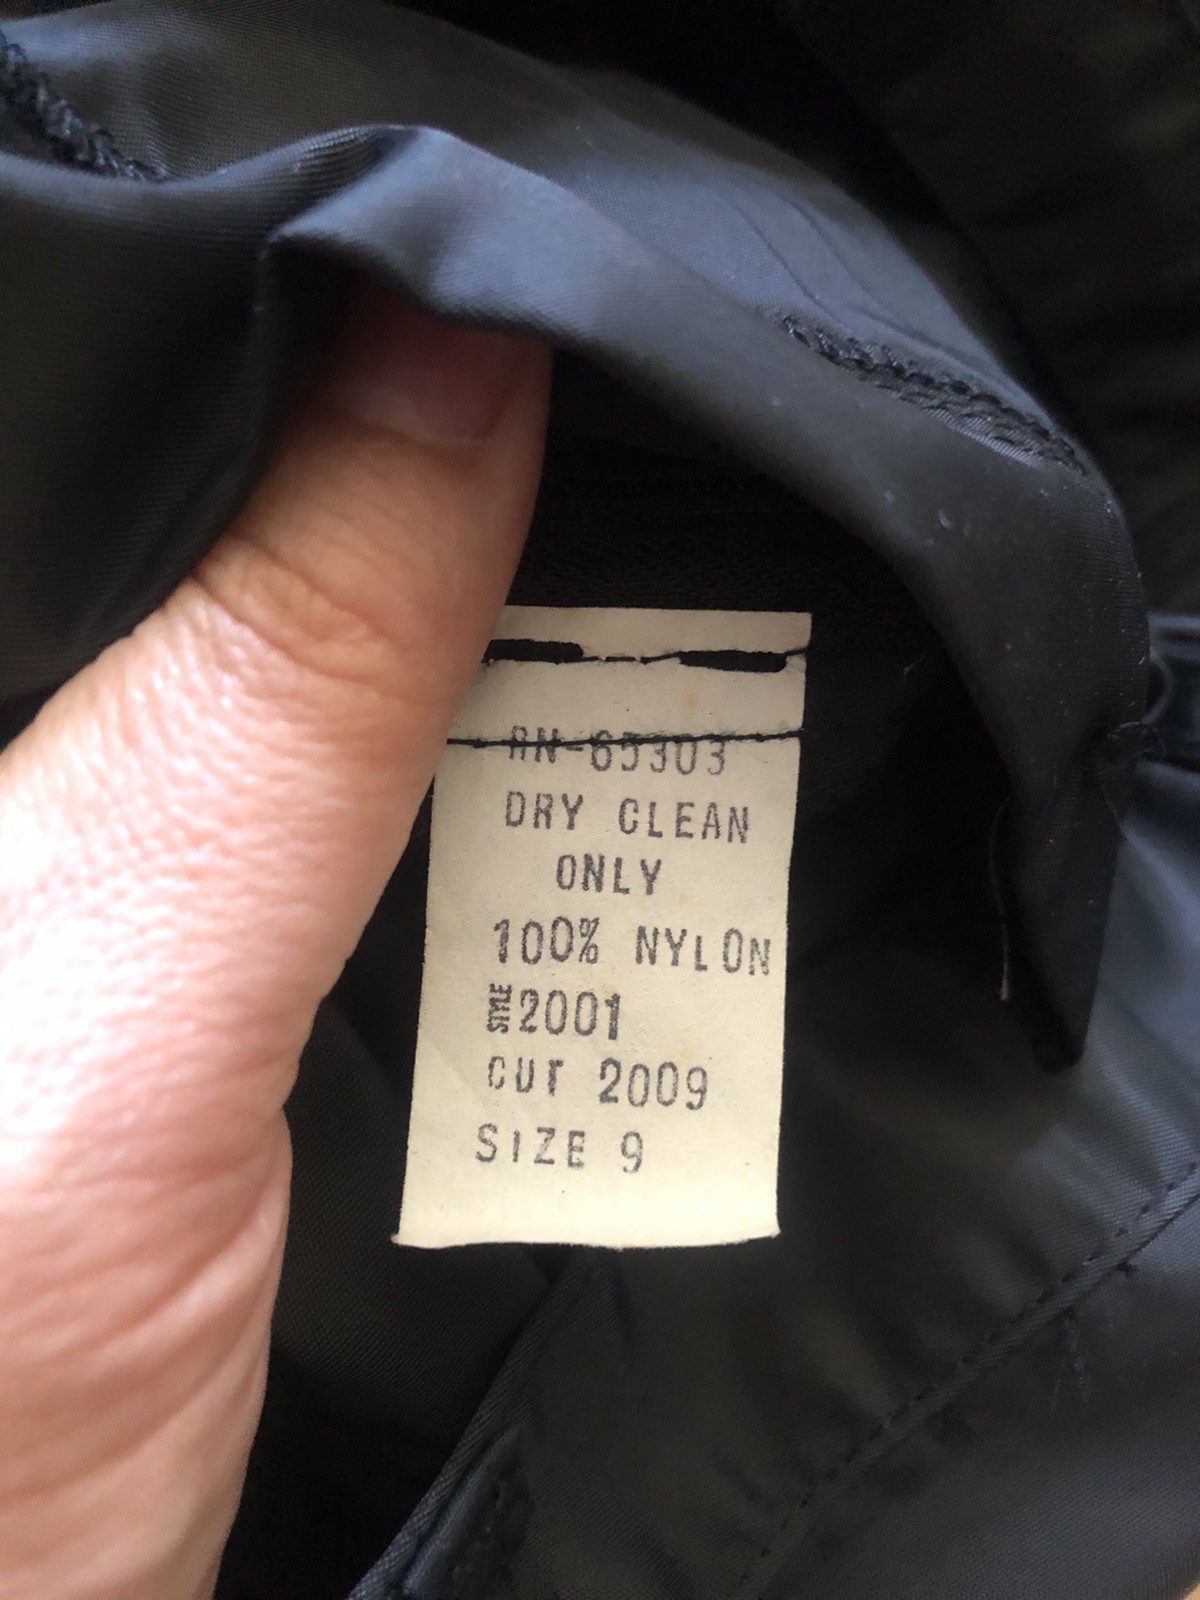 RN-65303
DRY CLEAN
ONLY
100% NYLON
STYLE 2001
CUT 2009
SIZE 9